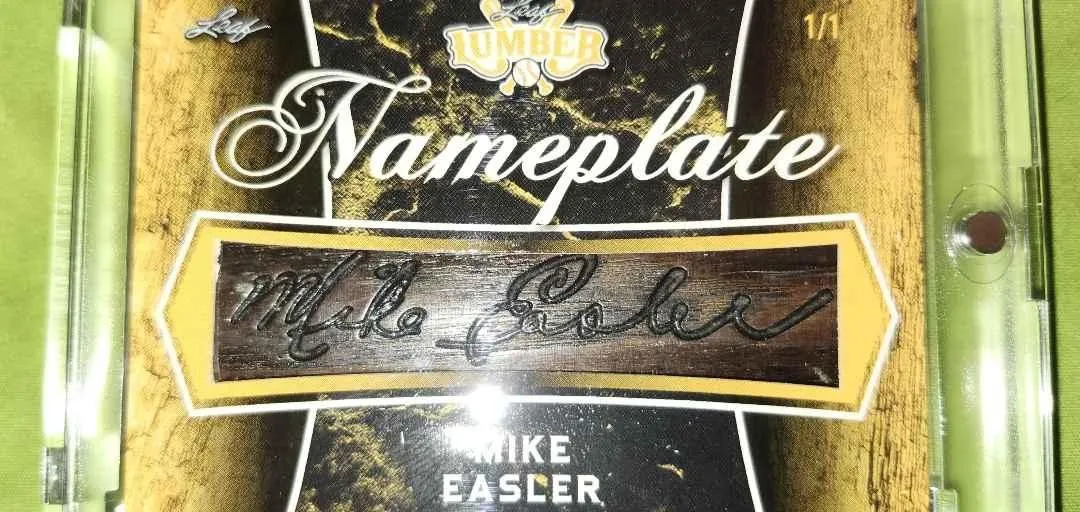 Leaf
Leaf
LUMBER
1/1
Nameplate
Mike Easler
MIKE
EASLER